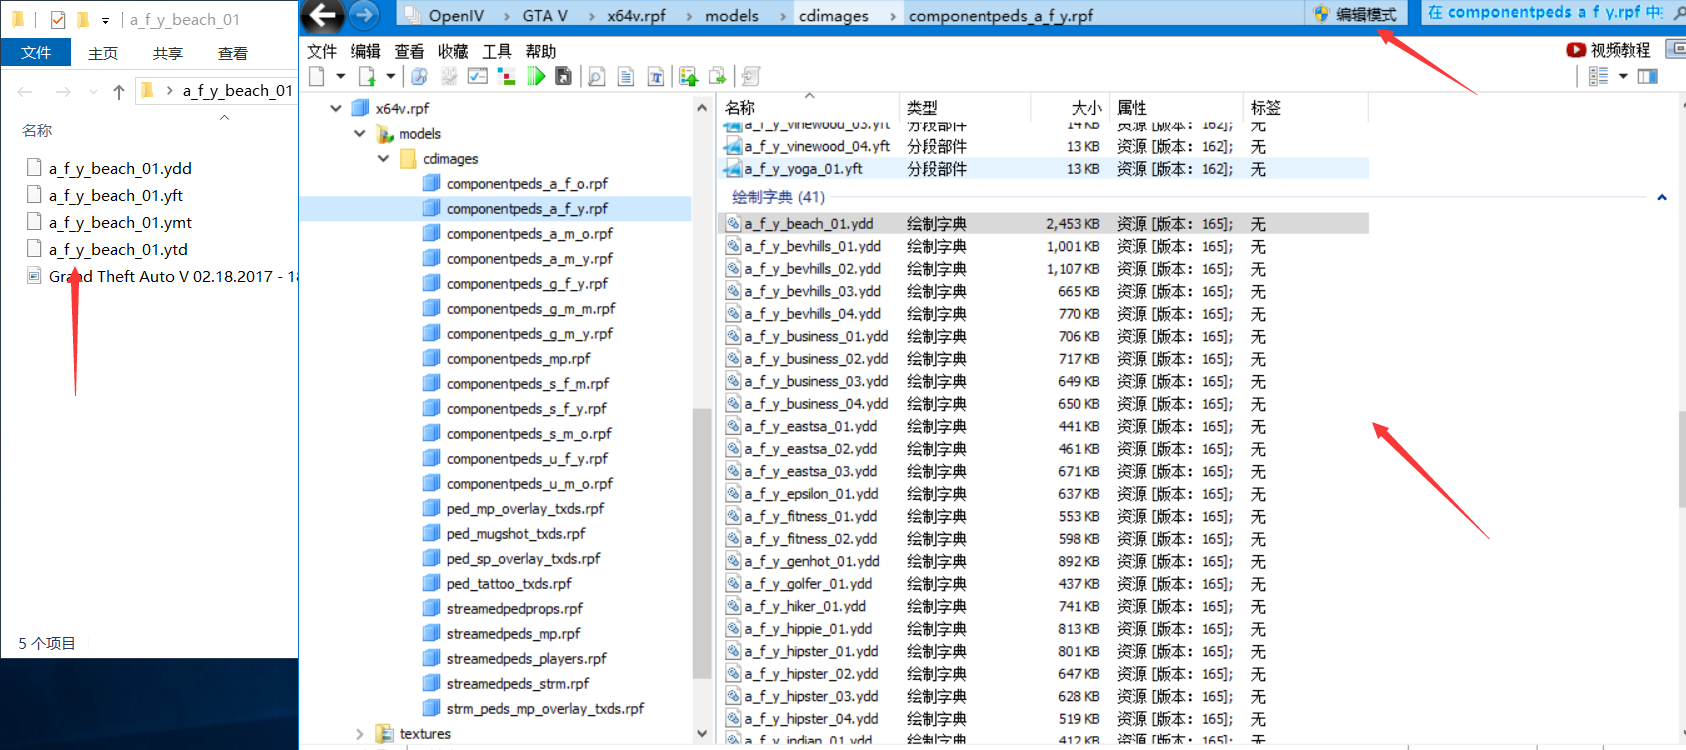 a_f_y_beach_01
文件 主页 共享 查看
a_f_y_beach_01
名称
a_f_y_beach_01.ydd
a_f_y_beach_01.yft
a_f_y_beach_01.ymt
a_f_y_beach_01.ytd
Grand Theft Auto V 02.18.2017 - 18
5 个项目
OpenIV GTA V x64v.rpf models cdimages componentpeds_a_f_y.rpf 编辑模式 在 componentpeds a f y.rpf 中
文件 编辑 查看 收藏 工具 帮助 视频教程
x64v.rpf
models
cdimages
componentpeds_a_f_o.rpf
componentpeds_a_f_y.rpf
componentpeds_a_m_o.rpf
componentpeds_a_m_y.rpf
componentpeds_g_f_y.rpf
componentpeds_g_m_m.rpf
componentpeds_g_m_y.rpf
componentpeds_mp.rpf
componentpeds_s_f_m.rpf
componentpeds_s_f_y.rpf
componentpeds_s_m_o.rpf
componentpeds_u_f_y.rpf
componentpeds_u_m_o.rpf
ped_mp_overlay_txds.rpf
ped_mugshot_txds.rpf
ped_sp_overlay_txds.rpf
ped_tattoo_txds.rpf
streamedpedprops.rpf
streamedpeds_mp.rpf
streamedpeds_players.rpf
streamedpeds_strm.rpf
strm_peds_mp_overlay_txds.rpf
textures
名称 类型 大小 属性 标签
a_f_y_vinewood_03.yft 分段部件 14 KB 资源 [版本: 162]; 无
a_f_y_vinewood_04.yft 分段部件 13 KB 资源 [版本: 162]; 无
a_f_y_yoga_01.yft 分段部件 13 KB 资源 [版本: 162]; 无
绘制字典 (41)
a_f_y_beach_01.ydd 绘制字典 2,453 KB 资源 [版本: 165]; 无
a_f_y_bevhills_01.ydd 绘制字典 1,001 KB 资源 [版本: 165]; 无
a_f_y_bevhills_02.ydd 绘制字典 1,107 KB 资源 [版本: 165]; 无
a_f_y_bevhills_03.ydd 绘制字典 665 KB 资源 [版本: 165]; 无
a_f_y_bevhills_04.ydd 绘制字典 770 KB 资源 [版本: 165]; 无
a_f_y_business_01.ydd 绘制字典 706 KB 资源 [版本: 165]; 无
a_f_y_business_02.ydd 绘制字典 717 KB 资源 [版本: 165]; 无
a_f_y_business_03.ydd 绘制字典 649 KB 资源 [版本: 165]; 无
a_f_y_business_04.ydd 绘制字典 650 KB 资源 [版本: 165]; 无
a_f_y_eastsa_01.ydd 绘制字典 441 KB 资源 [版本: 165]; 无
a_f_y_eastsa_02.ydd 绘制字典 461 KB 资源 [版本: 165]; 无
a_f_y_eastsa_03.ydd 绘制字典 671 KB 资源 [版本: 165]; 无
a_f_y_epsilon_01.ydd 绘制字典 637 KB 资源 [版本: 165]; 无
a_f_y_fitness_01.ydd 绘制字典 553 KB 资源 [版本: 165]; 无
a_f_y_fitness_02.ydd 绘制字典 598 KB 资源 [版本: 165]; 无
a_f_y_genhot_01.ydd 绘制字典 892 KB 资源 [版本: 165]; 无
a_f_y_golfer_01.ydd 绘制字典 437 KB 资源 [版本: 165]; 无
a_f_y_hiker_01.ydd 绘制字典 741 KB 资源 [版本: 165]; 无
a_f_y_hippie_01.ydd 绘制字典 813 KB 资源 [版本: 165]; 无
a_f_y_hipster_01.ydd 绘制字典 801 KB 资源 [版本: 165]; 无
a_f_y_hipster_02.ydd 绘制字典 647 KB 资源 [版本: 165]; 无
a_f_y_hipster_03.ydd 绘制字典 628 KB 资源 [版本: 165]; 无
a_f_y_hipster_04.ydd 绘制字典 519 KB 资源 [版本: 165]; 无
a_f_y_indian_01.ydd 绘制字典 412 KB 资源 [版本: 165]; 无